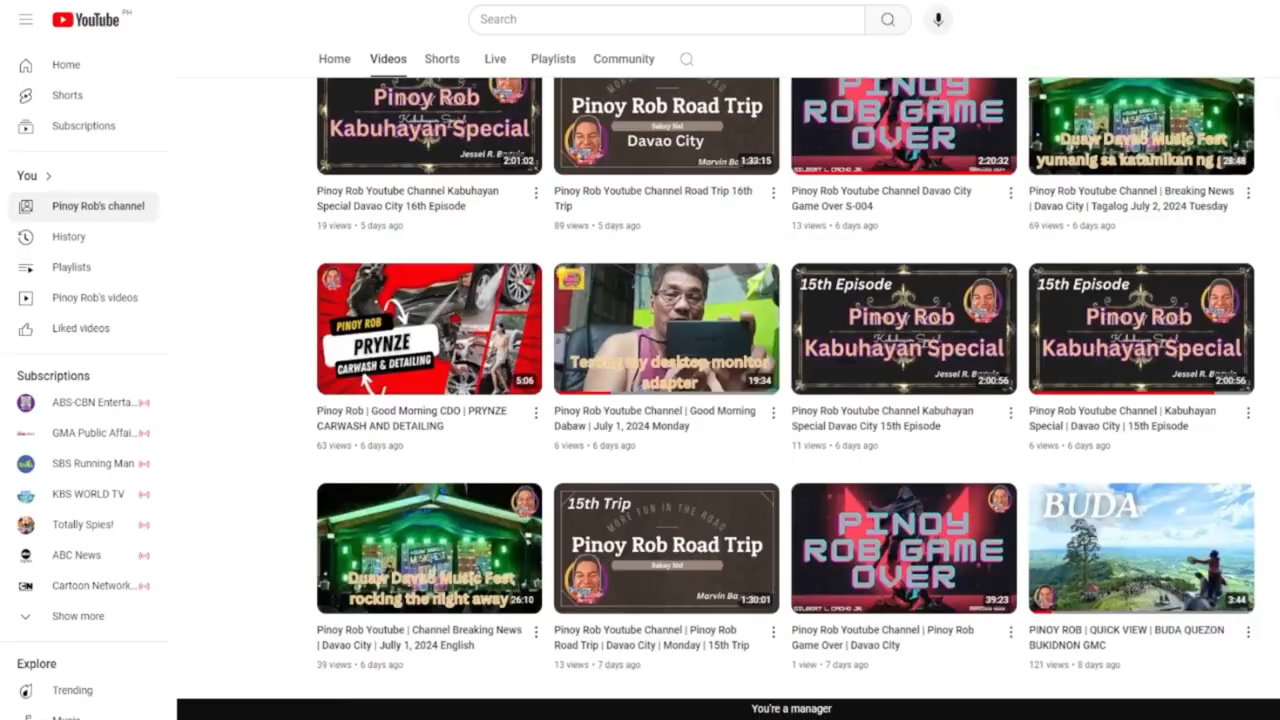 YouTube PH
Search
Home
Videos
Shorts
Live
Playlists
Community
Home
Shorts
Subscriptions
You
Pinoy Rob's channel
History
Playlists
Pinoy Rob's videos
Liked videos
Subscriptions
ABS-CBN Enterta...
GMA Public Affai...
SBS Running Man
KBS WORLD TV
Totally Spies!
ABC News
Cartoon Network...
Show more
Explore
Trending
Pinoy Rob
Kabuhayan Special
Jessel R.
2:01:02
Pinoy Rob Youtube Channel Kabuhayan
Special Davao City 16th Episode
19 views • 5 days ago
MORE FUN IN THE ROAD
Pinoy Rob Road Trip
Davao City
Marvin Ba
1:33:15
Pinoy Rob Youtube Channel Road Trip 16th
Trip
89 views • 5 days ago
PINOY
ROB GAME
OVER
2:20:32
Pinoy Rob Youtube Channel Davao City
Game Over S-004
13 views • 6 days ago
Duaw Davao Music Fest
yumanig sa katamikan ng
28:48
Pinoy Rob Youtube Channel | Breaking News
| Davao City | Tagalog July 2, 2024 Tuesday
69 views • 6 days ago
PINOY ROB
PRYNZE
CARWASH & DETAILING
5:06
Pinoy Rob | Good Morning CDO | PRYNZE
CARWASH AND DETAILING
63 views • 6 days ago
Testing my desktop monitor
adapter
19:34
Pinoy Rob Youtube Channel | Good Morning
Dabaw | July 1, 2024 Monday
6 views • 6 days ago
15th Episode
Pinoy Rob
Kabuhayan Special
Jessel R.
2:00:56
Pinoy Rob Youtube Channel Kabuhayan
Special Davao City 15th Episode
11 views • 6 days ago
15th Episode
Pinoy Rob
Kabuhayan Special
Jessel R.
2:00:56
Pinoy Rob Youtube Channel | Kabuhayan
Special | Davao City | 15th Episode
6 views • 6 days ago
Duaw Davao Music Fest
rocking the night away
26:10
Pinoy Rob Youtube | Channel Breaking News
| Davao City | Jully 1, 2024 English
39 views • 6 days ago
15th Trip
MORE FUN IN THE ROAD
Pinoy Rob Road Trip
Marvin Ba
1:30:01
Pinoy Rob Youtube Channel | Pinoy Rob
Road Trip | Davao City | Monday | 15th Trip
13 views • 7 days ago
PINOY
ROB GAME
OVER
39:23
Pinoy Rob Youtube Channel | Pinoy Rob
Game Over | Davao City
1 view • 7 days ago
BUDA
3:44
PINOY ROB | QUICK VIEW | BUDA QUEZON
BUKIDNON GMC
121 views • 8 days ago
You're a manager